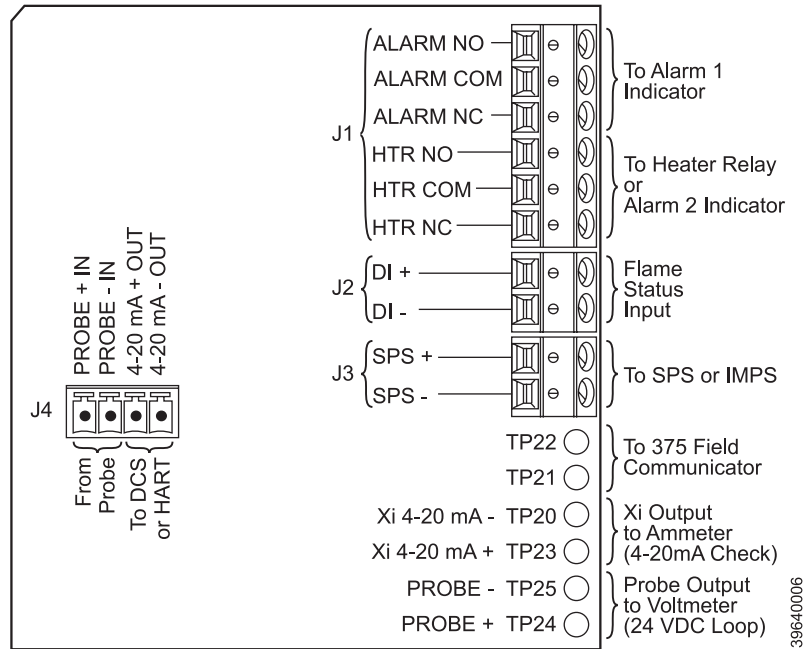 J1
ALARM NO
ALARM COM
ALARM NC
HTR NO
HTR COM
HTR NC
To Alarm 1
Indicator
To Heater Relay
or
Alarm 2 Indicator
J2
DI +
DI -
Flame
Status
Input
J3
SPS +
SPS -
To SPS or IMPS
J4
PROBE + IN
PROBE - IN
4-20 mA + OUT
4-20 mA - OUT
From
Probe
To DCS
or HART
TP22
TP21
To 375 Field
Communicator
Xi 4-20 mA - TP20
Xi 4-20 mA + TP23
Xi Output
to Ammeter
(4-20mA Check)
PROBE - TP25
PROBE + TP24
Probe Output
to Voltmeter
(24 VDC Loop)
39640006